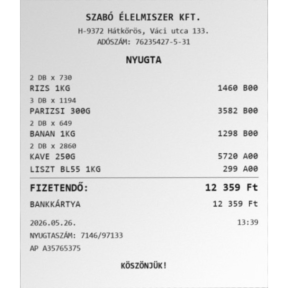 SZABÓ ÉLELMISZER KFT.
H-9372 Hátkőrös, Váci utca 133.
ADÓSZÁM: 76235427-5-31
NYUGTA
2 DB x 730
RIZS 1KG 1460 B00
3 DB x 1194
PARIZSI 300G 3582 B00
2 DB x 649
BANAN 1KG 1298 B00
2 DB x 2860
KAVE 250G 5720 A00
LISZT BL55 1KG 299 A00
FIZETENDŐ: 12 359 Ft
BANKKÁRTYA 12 359 Ft
2026.05.26. 13:39
NYUGTASZÁM: 7146/97133
AP A35765375
KÖSZÖNJÜK!